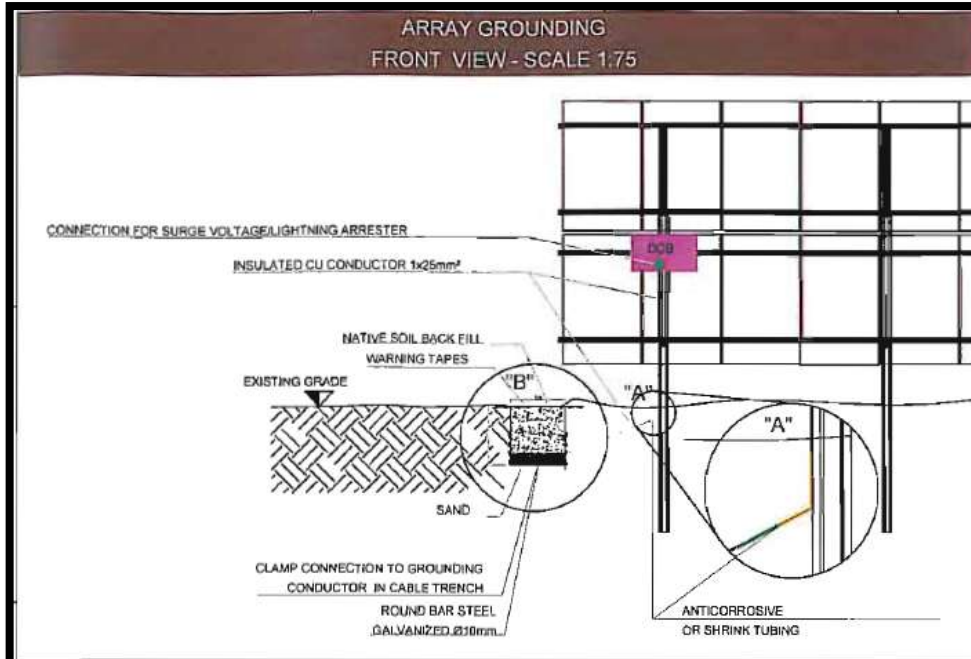 ARRAY GROUNDING
FRONT VIEW - SCALE 1:75
DCB
CONNECTION FOR SURGE VOLTAGE/LIGHTNING ARRESTER
INSULATED CU CONDUCTOR 1x25mm²
NATIVE SOIL BACK FILL
WARNING TAPES
EXISTING GRADE
"B"
"A"
"A"
SAND
CLAMP CONNECTION TO GROUNDING
CONDUCTOR IN CABLE TRENCH
ROUND BAR STEEL
GALVANIZED Ø10mm
ANTICORROSIVE
OR SHRINK TUBING